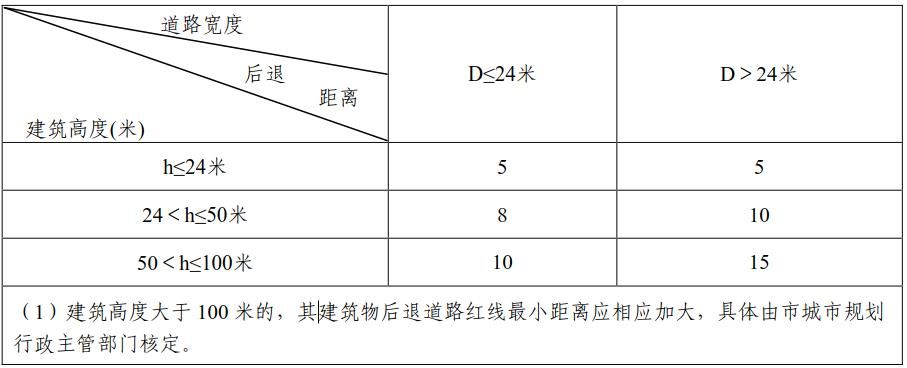 道路宽度
后退
距离
建筑高度(米)
D≤24米
D＞24米
h≤24米
5
5
24＜h≤50米
8
10
50＜h≤100米
10
15
（1）建筑高度大于 100 米的，其建筑物后退道路红线最小距离应相应加大，具体由市城市规划
行政主管部门核定。